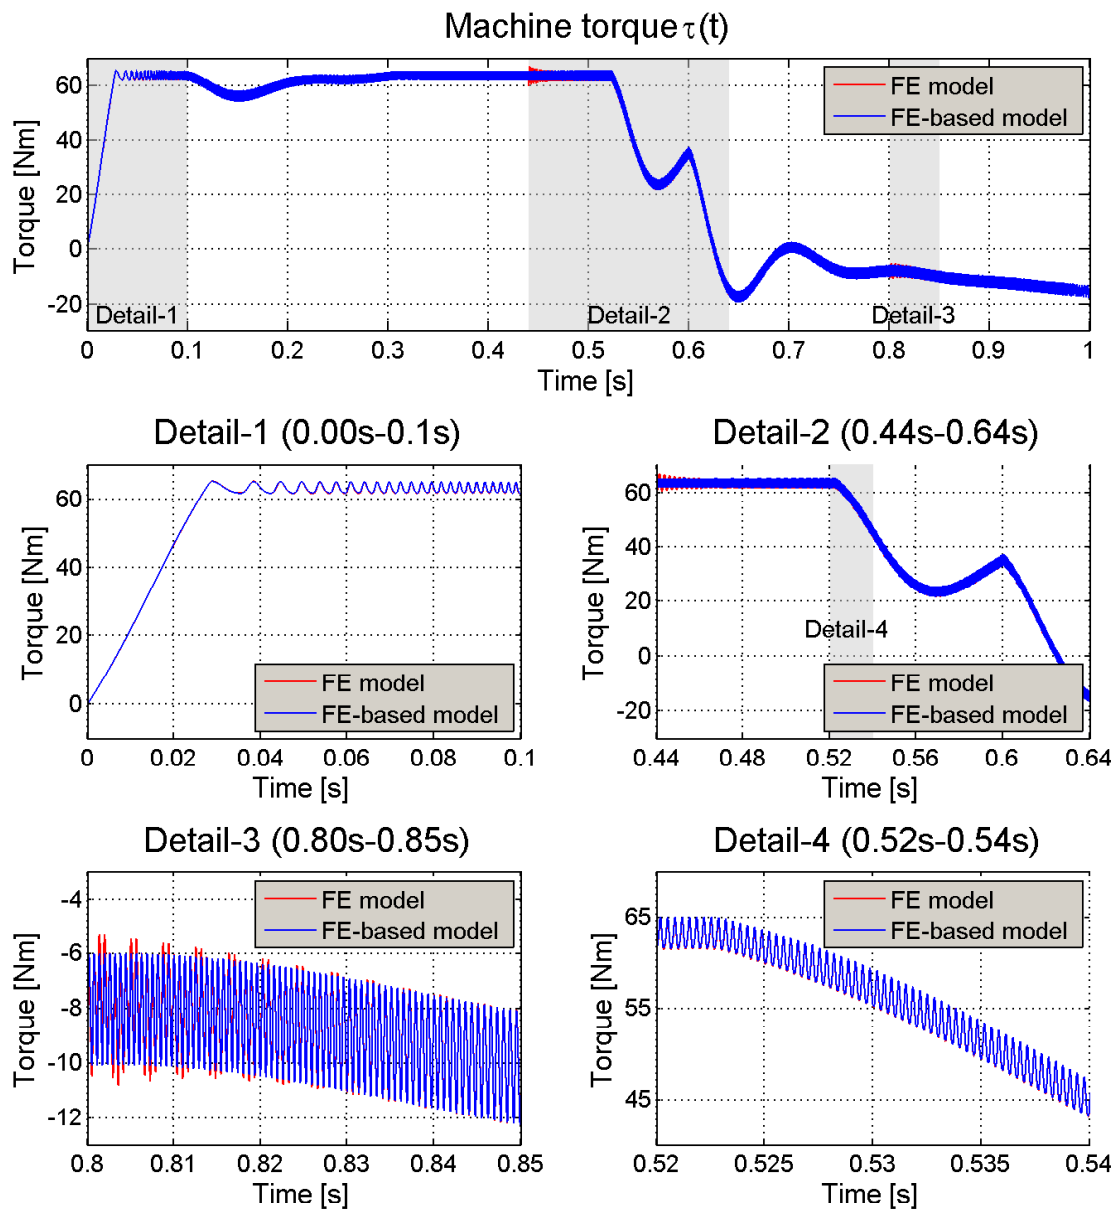 Machine torque τ(t)
Torque [Nm]
60
40
20
0
-20
FE model
FE-based model
Detail-1
Detail-2
Detail-3
0 0.1 0.2 0.3 0.4 0.5 0.6 0.7 0.8 0.9 1
Time [s]
Detail-1 (0.00s-0.1s)
Torque [Nm]
60
40
20
0
FE model
FE-based model
0 0.02 0.04 0.06 0.08 0.1
Time [s]
Detail-2 (0.44s-0.64s)
Torque [Nm]
60
40
20
0
-20
Detail-4
FE model
FE-based model
0.44 0.48 0.52 0.56 0.6 0.64
Time [s]
Detail-3 (0.80s-0.85s)
Torque [Nm]
-4
-6
-8
-10
-12
FE model
FE-based model
0.8 0.81 0.82 0.83 0.84 0.85
Time [s]
Detail-4 (0.52s-0.54s)
Torque [Nm]
65
55
45
FE model
FE-based model
0.52 0.525 0.53 0.535 0.54
Time [s]